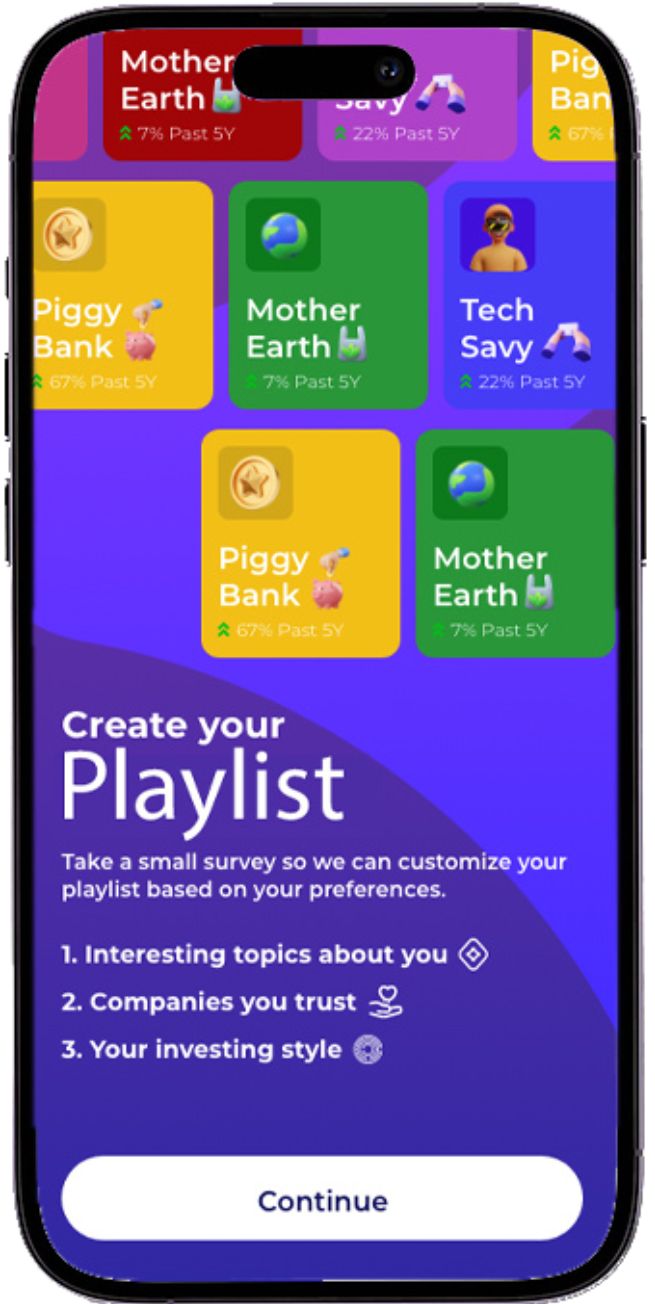 Mother
Earth
7% Past 5Y
Savy
22% Past 5Y
Pig
Ban
67%
Piggy
Bank
67% Past 5Y
Mother
Earth
7% Past 5Y
Tech
Savy
22% Past 5Y
Piggy
Bank
67% Past 5Y
Mother
Earth
7% Past 5Y
Create your
Playlist
Take a small survey so we can customize your
playlist based on your preferences.
1. Interesting topics about you
2. Companies you trust
3. Your investing style
Continue